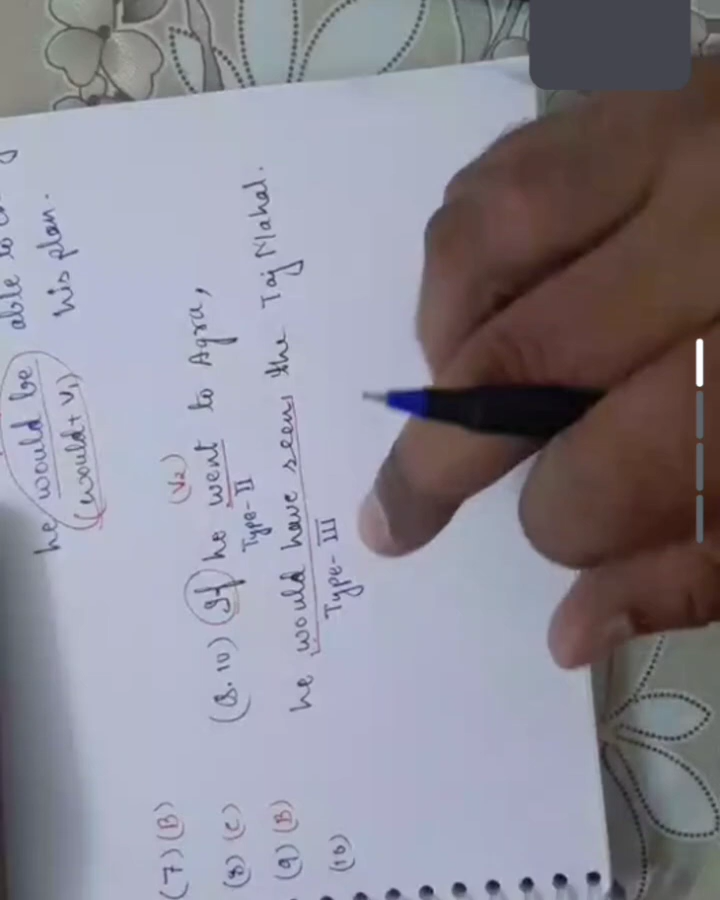 able to
he would be his plan.
(would + V₁)
(V₂)
(Q.10) If he went to Agra,
Type-II
he would have seen the Taj Mahal.
Type-III
(7) (B)
(8) (C)
(9) (B)
(10)